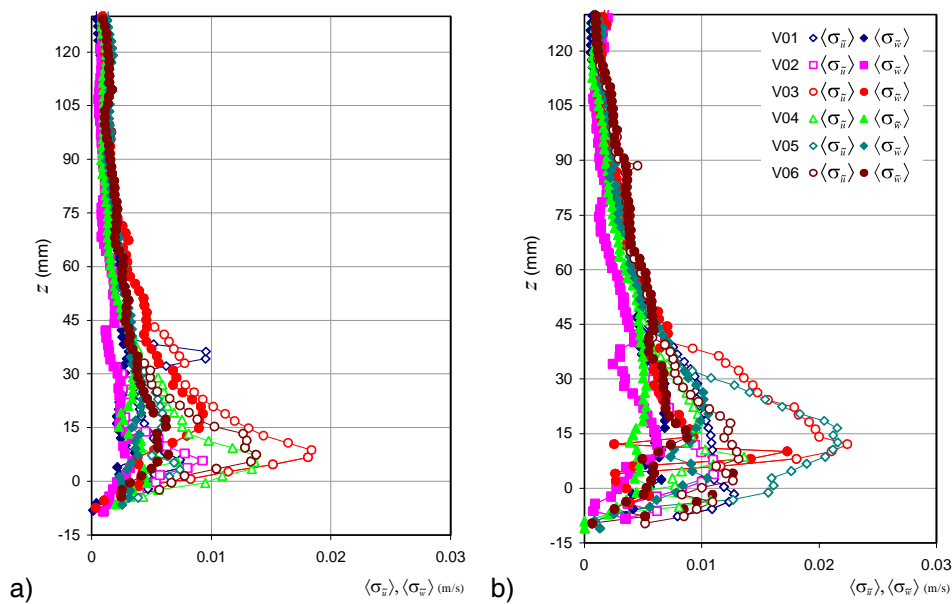 130
120
105
90
75
60
45
30
15
0
-15
z (mm)
0 0.01 0.02 0.03
⟨σ_ũ⟩, ⟨σ_w̃⟩ (m/s)
a)
120
105
90
75
60
45
30
15
0
-15
z (mm)
0 0.01 0.02 0.03
⟨σ_ũ⟩, ⟨σ_w̃⟩ (m/s)
b)
V01 ⟨σ_ũ⟩ ⟨σ_w̃⟩
V02 ⟨σ_ũ⟩ ⟨σ_w̃⟩
V03 ⟨σ_ũ⟩ ⟨σ_w̃⟩
V04 ⟨σ_ũ⟩ ⟨σ_w̃⟩
V05 ⟨σ_ũ⟩ ⟨σ_w̃⟩
V06 ⟨σ_ũ⟩ ⟨σ_w̃⟩